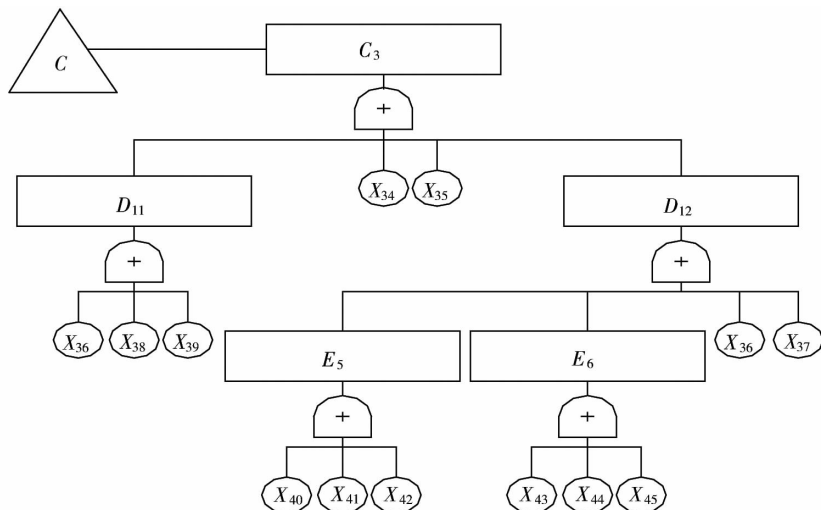 C
C₃
+
X₃₄ X₃₅
D₁₁ D₁₂
+ +
X₃₆ X₃₈ X₃₉ X₃₆ X₃₇
E₅ E₆
+ +
X₄₀ X₄₁ X₄₂ X₄₃ X₄₄ X₄₅